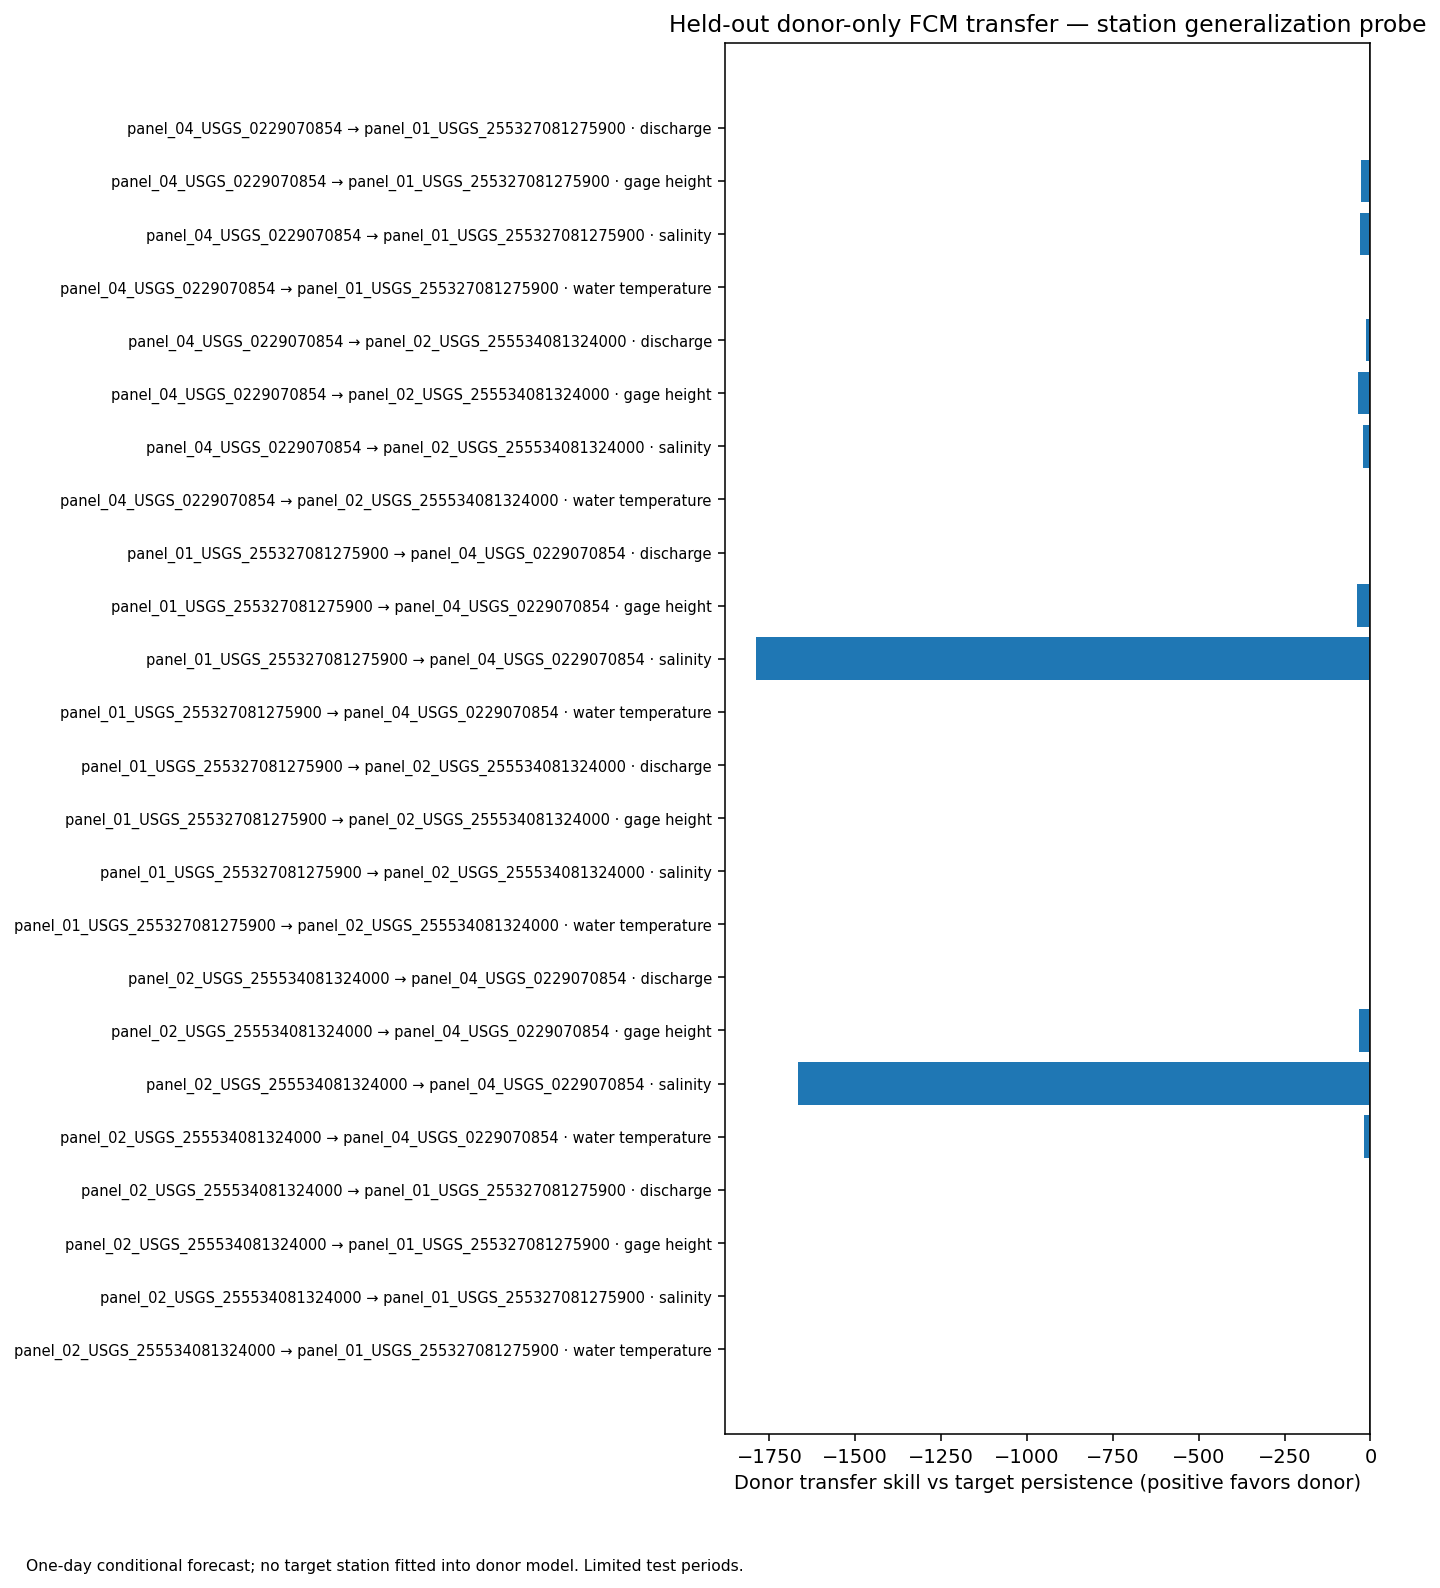 Held-out donor-only FCM transfer — station generalization probe
panel_04_USGS_0229070854 → panel_01_USGS_255327081275900 · discharge
panel_04_USGS_0229070854 → panel_01_USGS_255327081275900 · gage height
panel_04_USGS_0229070854 → panel_01_USGS_255327081275900 · salinity
panel_04_USGS_0229070854 → panel_01_USGS_255327081275900 · water temperature
panel_04_USGS_0229070854 → panel_02_USGS_255534081324000 · discharge
panel_04_USGS_0229070854 → panel_02_USGS_255534081324000 · gage height
panel_04_USGS_0229070854 → panel_02_USGS_255534081324000 · salinity
panel_04_USGS_0229070854 → panel_02_USGS_255534081324000 · water temperature
panel_01_USGS_255327081275900 → panel_04_USGS_0229070854 · discharge
panel_01_USGS_255327081275900 → panel_04_USGS_0229070854 · gage height
panel_01_USGS_255327081275900 → panel_04_USGS_0229070854 · salinity
panel_01_USGS_255327081275900 → panel_04_USGS_0229070854 · water temperature
panel_01_USGS_255327081275900 → panel_02_USGS_255534081324000 · discharge
panel_01_USGS_255327081275900 → panel_02_USGS_255534081324000 · gage height
panel_01_USGS_255327081275900 → panel_02_USGS_255534081324000 · salinity
panel_01_USGS_255327081275900 → panel_02_USGS_255534081324000 · water temperature
panel_02_USGS_255534081324000 → panel_04_USGS_0229070854 · discharge
panel_02_USGS_255534081324000 → panel_04_USGS_0229070854 · gage height
panel_02_USGS_255534081324000 → panel_04_USGS_0229070854 · salinity
panel_02_USGS_255534081324000 → panel_04_USGS_0229070854 · water temperature
panel_02_USGS_255534081324000 → panel_01_USGS_255327081275900 · discharge
panel_02_USGS_255534081324000 → panel_01_USGS_255327081275900 · gage height
panel_02_USGS_255534081324000 → panel_01_USGS_255327081275900 · salinity
panel_02_USGS_255534081324000 → panel_01_USGS_255327081275900 · water temperature
−1750 −1500 −1250 −1000 −750 −500 −250 0
Donor transfer skill vs target persistence (positive favors donor)
One-day conditional forecast; no target station fitted into donor model. Limited test periods.